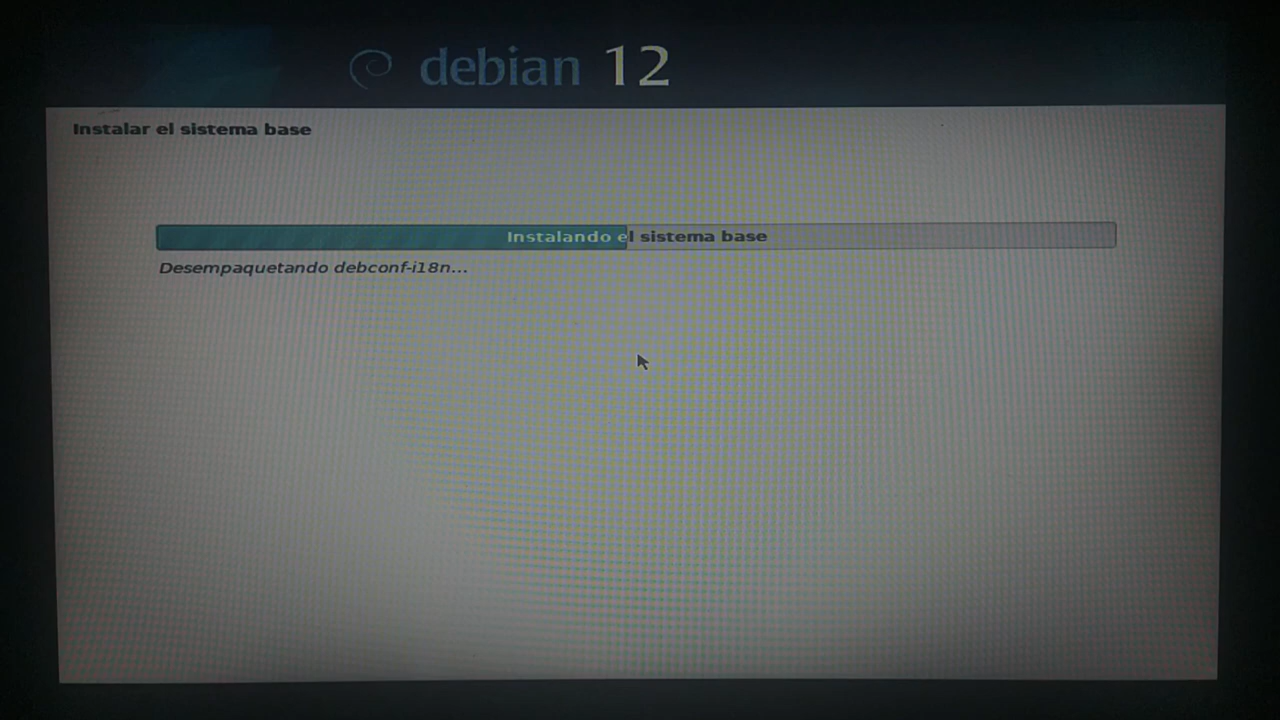 debian 12
Instalar el sistema base
Instalando el sistema base
Desempaquetando debconf-i18n...